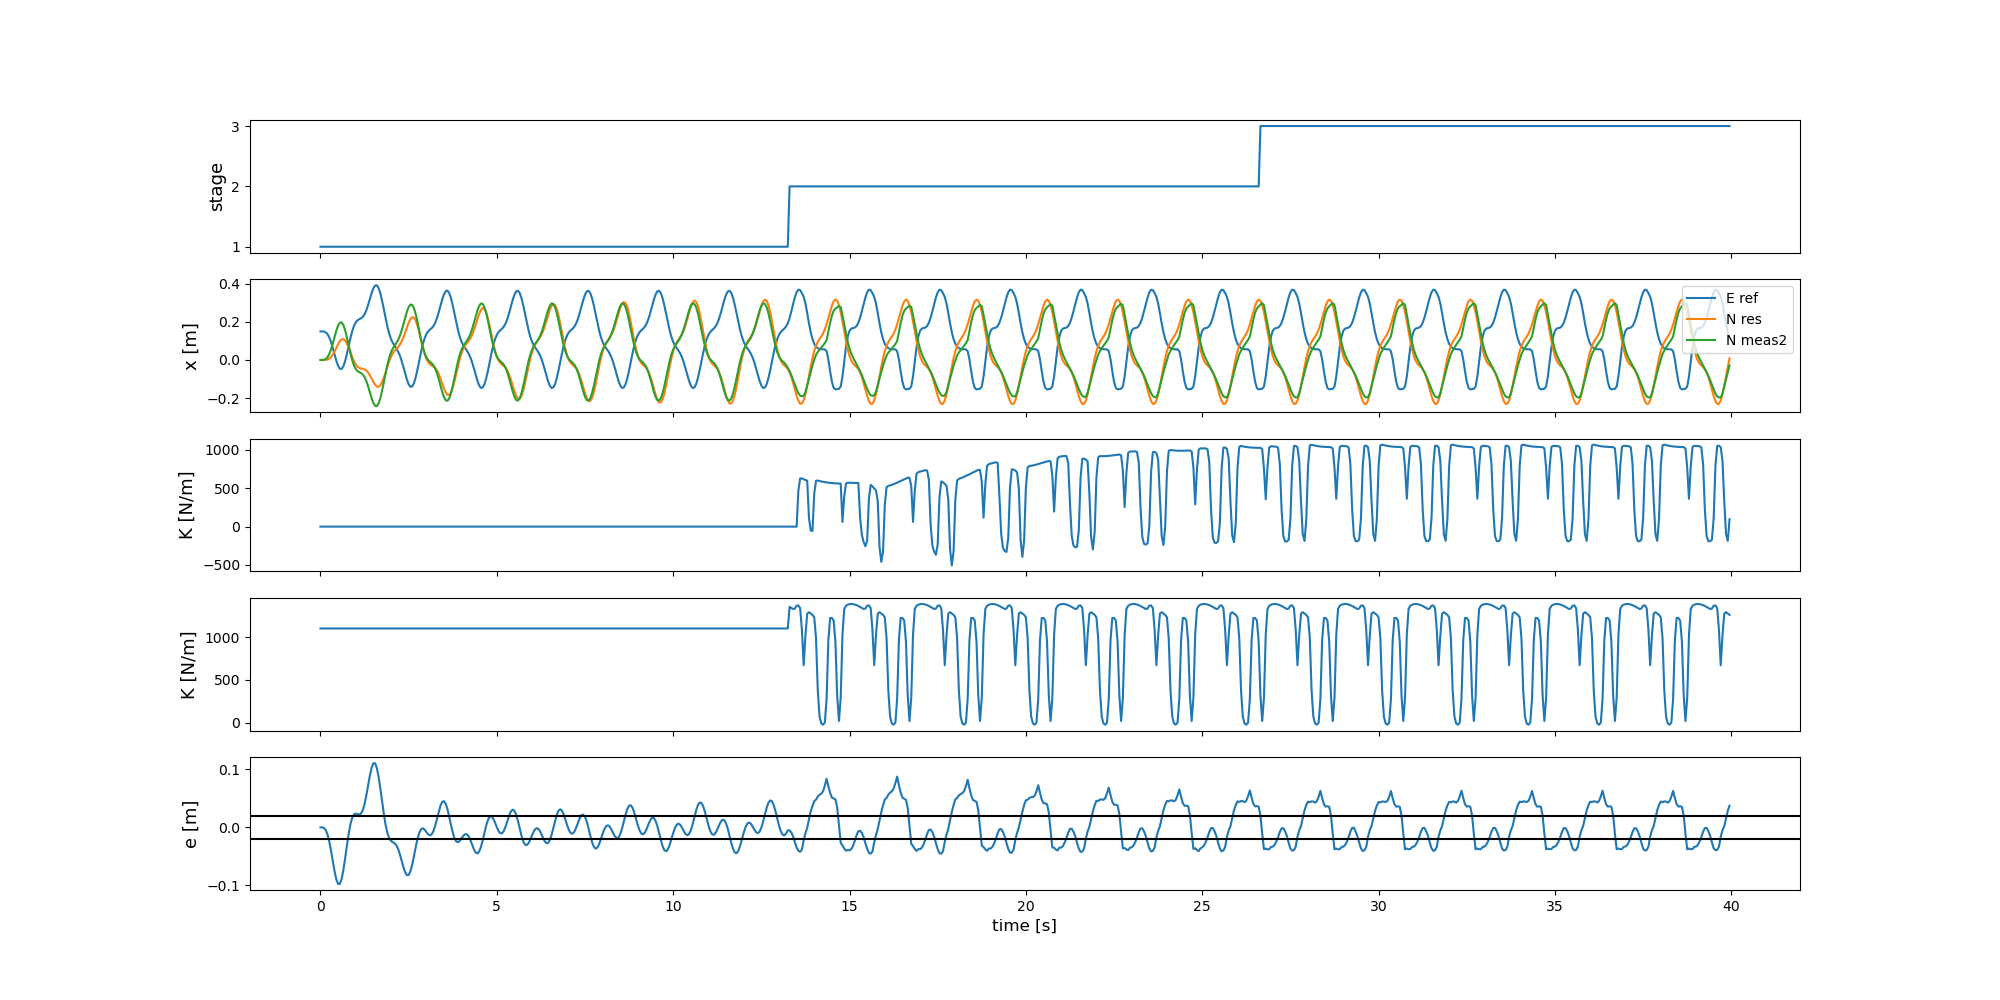 3
2
1
stage
0.4
0.2
0.0
−0.2
x [m]
E ref
N res
N meas2
1000
500
0
−500
K [N/m]
1000
500
0
K [N/m]
0.1
0.0
−0.1
e [m]
0 5 10 15 20 25 30 35 40
time [s]